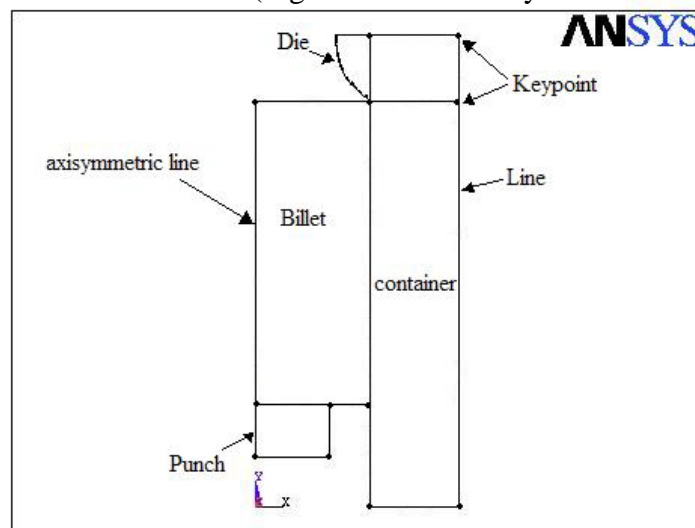 ANSYS
Die
Keypoint
axisymmetric line
Line
Billet
container
Punch
Y
X